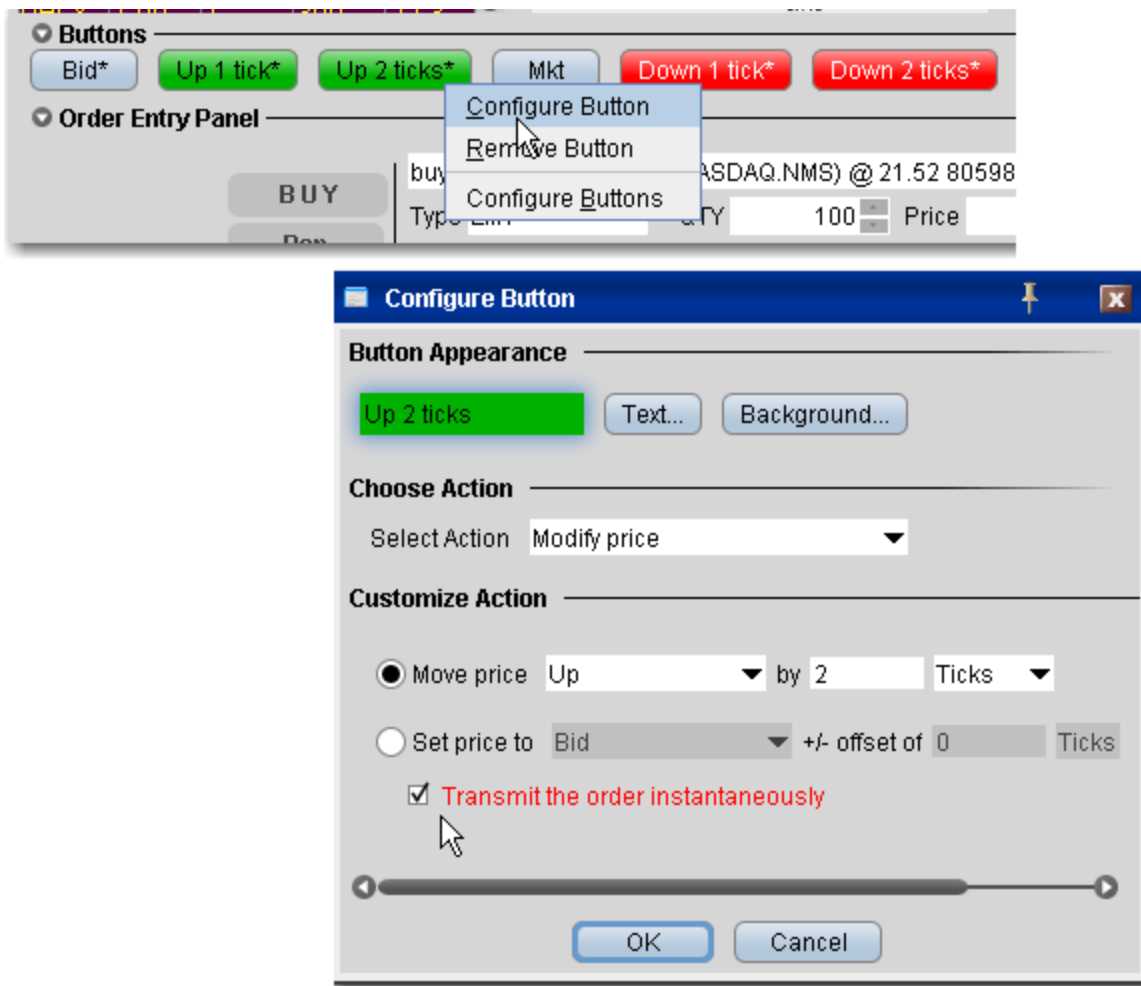 Buttons
Bid* Up 1 tick* Up 2 ticks* Mkt Down 1 tick* Down 2 ticks*
Configure Button
Order Entry Panel
Remove Button
buy ASDAQ.NMS) @ 21.52 80598
BUY
Configure Buttons
Type QTY 100 Price
Configure Button
Button Appearance
Up 2 ticks Text... Background...
Choose Action
Select Action Modify price
Customize Action
Move price Up by 2 Ticks
Set price to Bid +/- offset of 0 Ticks
Transmit the order instantaneously
OK Cancel